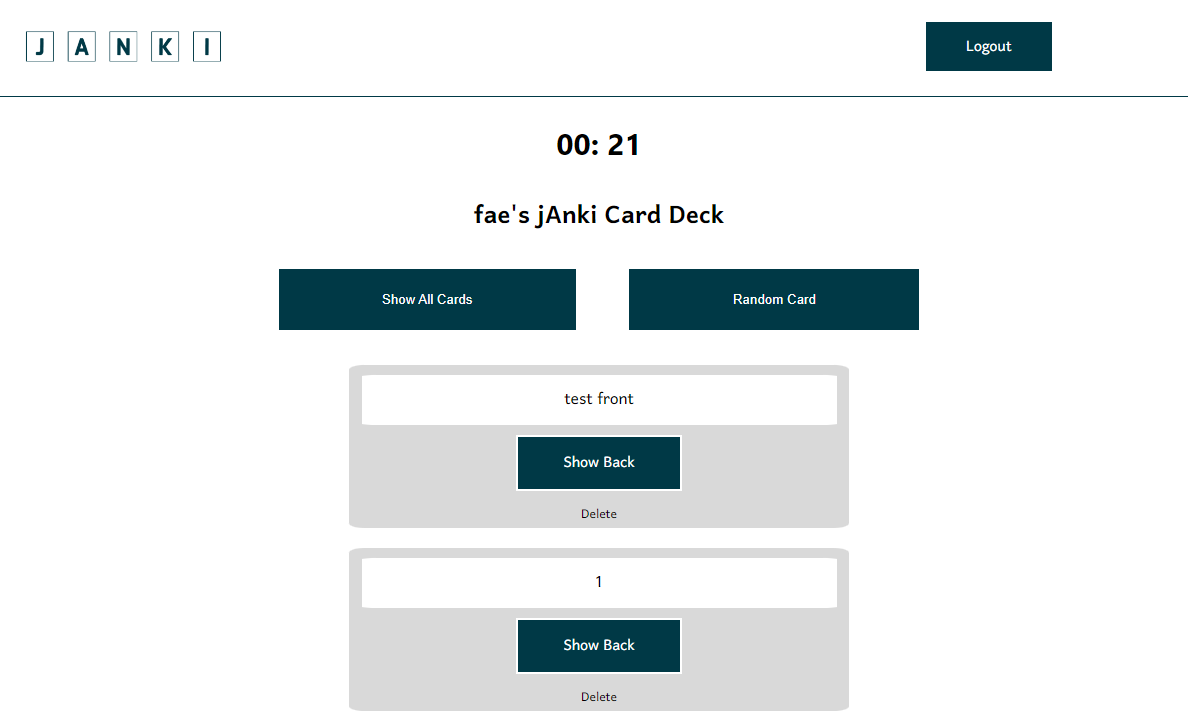 J A N K I
Logout
00: 21
fae's jAnki Card Deck
Show All Cards
Random Card
test front
Show Back
Delete
1
Show Back
Delete